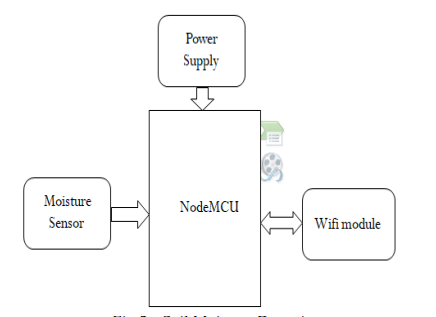 Power
Supply
Moisture
Sensor
NodeMCU
Wifi module